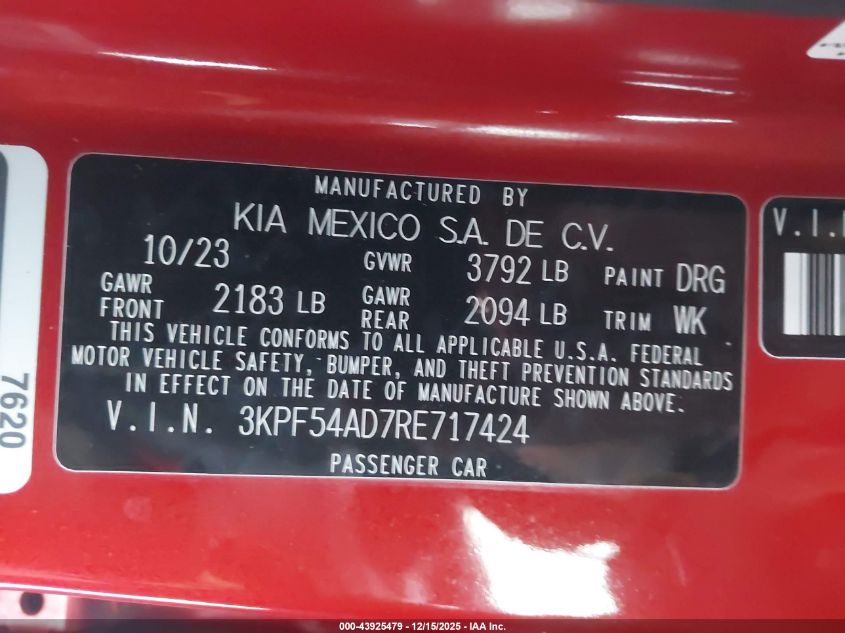 MANUFACTURED BY
KIA MEXICO S.A. DE C.V.
10/23 GVWR 3792 LB PAINT DRG
GAWR FRONT 2183 LB GAWR REAR 2094 LB TRIM WK
THIS VEHICLE CONFORMS TO ALL APPLICABLE U.S.A. FEDERAL
MOTOR VEHICLE SAFETY, BUMPER, AND THEFT PREVENTION STANDARDS
IN EFFECT ON THE DATE OF MANUFACTURE SHOWN ABOVE.
V.I.N. 3KPF54AD7RE717424
PASSENGER CAR
7620
V.I.
000-43925479 - 12/15/2025 - IAA Inc.